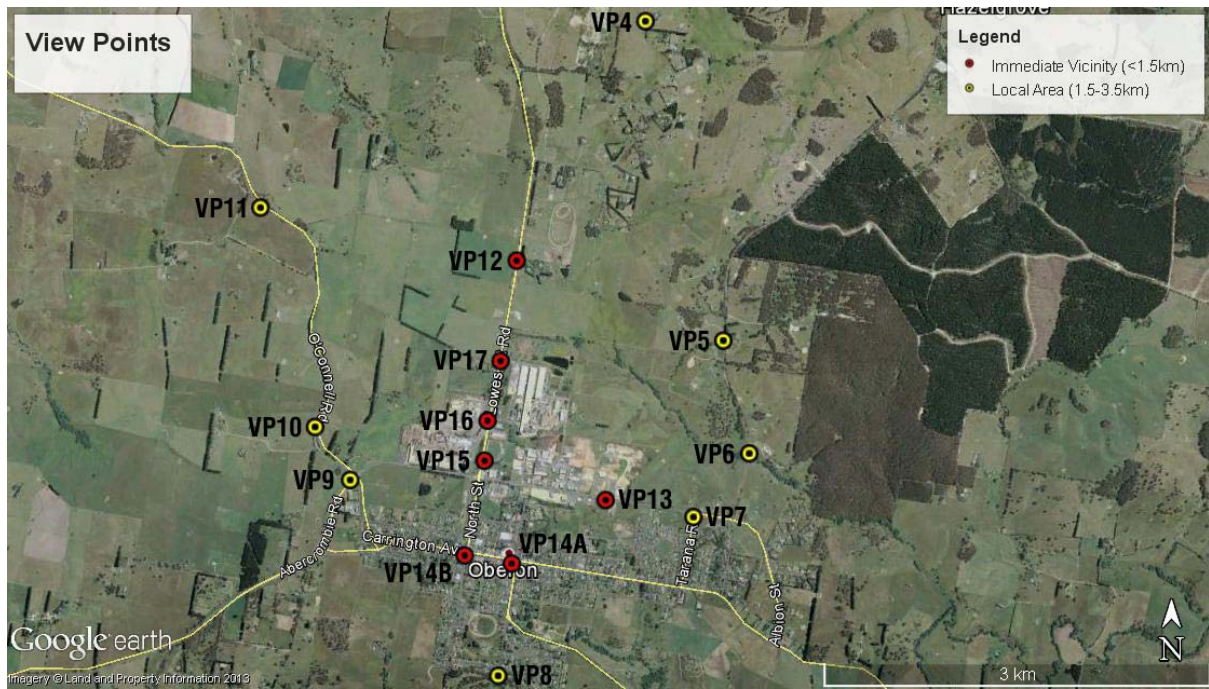 View Points
VP4
Hazelgrove
Legend
Immediate Vicinity (<1.5km)
Local Area (1.5-3.5km)
VP11
VP12
VP5
VP17
Lowes Rd
O'Connell Rd
VP10
VP16
VP6
VP15
VP9
North St
VP13
VP7
Abercrombie Rd
Carrington Av
VP14A
VP14B
Oberon
Tarana R
Albion St
N
Google earth
Imagery © Land and Property Information 2013
VP8
3 km